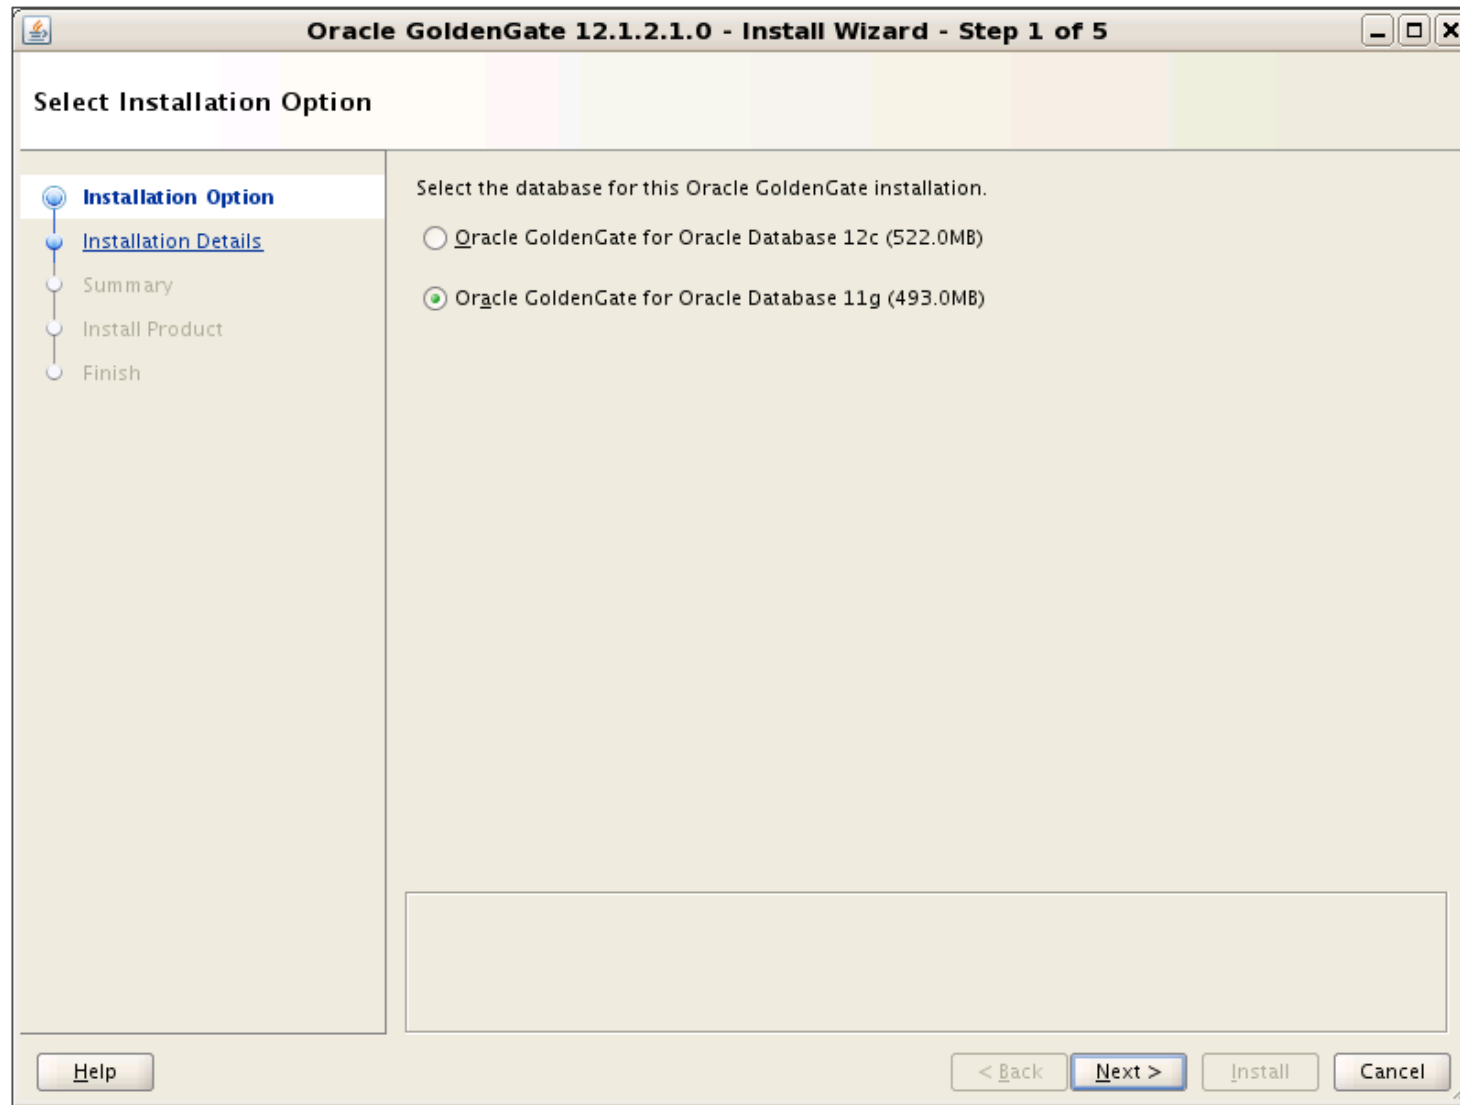 Oracle GoldenGate 12.1.2.1.0 - Install Wizard - Step 1 of 5
Select Installation Option
Installation Option
Installation Details
Summary
Install Product
Finish
Select the database for this Oracle GoldenGate installation.
Oracle GoldenGate for Oracle Database 12c (522.0MB)
Oracle GoldenGate for Oracle Database 11g (493.0MB)
Help
< Back
Next >
Install
Cancel